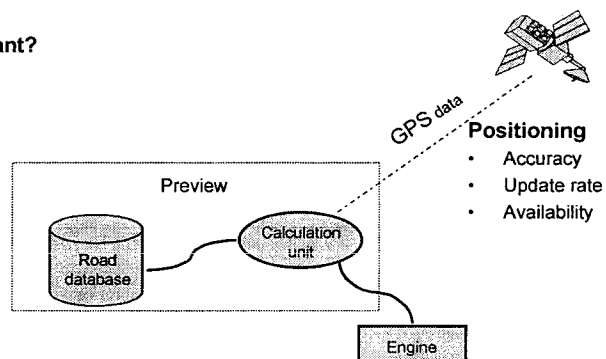 ant?
GPS data
Positioning
• Accuracy
• Update rate
• Availability
Preview
Calculation
unit
Road
database
Engine